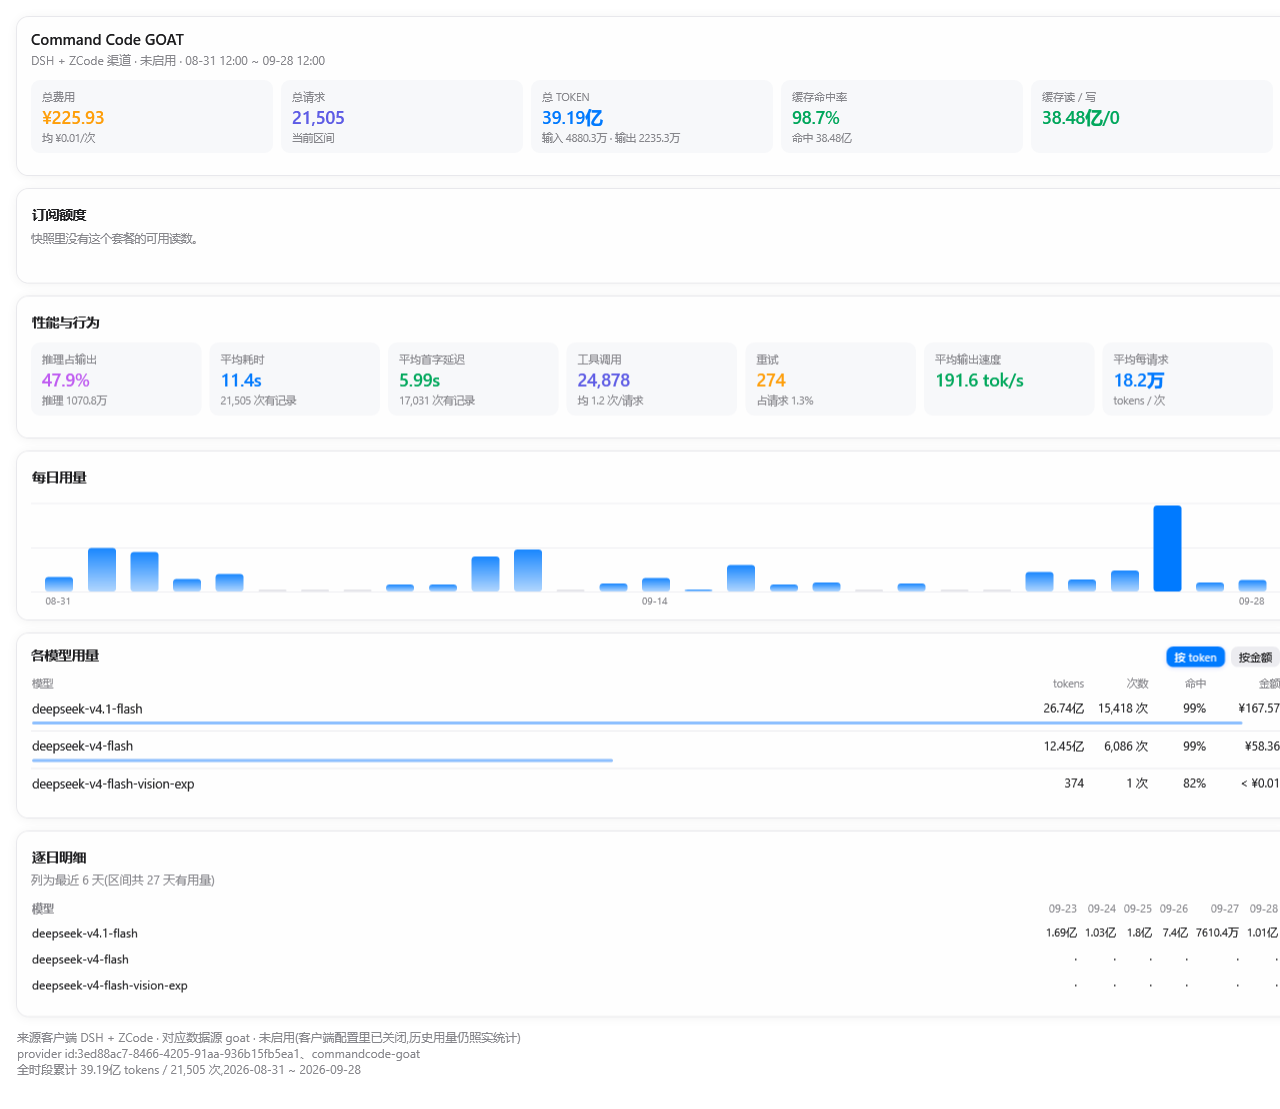 Command Code GOAT
DSH + ZCode 渠道 · 未启用 · 08-31 12:00 ~ 09-28 12:00
总费用 总请求 总 TOKEN 缓存命中率 缓存读 / 写
¥225.93 21,505 39.19亿 98.7% 38.48亿/0
均 ¥0.01/次 当前区间 输入 4880.3万 · 输出 2235.3万 命中 38.48亿
订阅额度
快照里没有这个套餐的可用读数。
性能与行为
推理占输出 平均耗时 平均首字延迟 工具调用 重试 平均输出速度 平均每请求
47.9% 11.4s 5.99s 24,878 274 191.6 tok/s 18.2万
推理 1070.8万 21,505 次有记录 17,031 次有记录 均 1.2 次/请求 占请求 1.3% tokens / 次
每日用量
08-31 09-14 09-28
各模型用量 按 token 按金额
模型 tokens 次数 命中 金额
deepseek-v4.1-flash 26.74亿 15,418 次 99% ¥167.57
deepseek-v4-flash 12.45亿 6,086 次 99% ¥58.36
deepseek-v4-flash-vision-exp 374 1 次 82% < ¥0.01
逐日明细
列为最近 6 天(区间共 27 天有用量)
模型 09-23 09-24 09-25 09-26 09-27 09-28
deepseek-v4.1-flash 1.69亿 1.03亿 1.8亿 7.4亿 7610.4万 1.01亿
deepseek-v4-flash · · · · · ·
deepseek-v4-flash-vision-exp · · · · · ·
来源客户端 DSH + ZCode · 对应数据源 goat · 未启用(客户端配置里已关闭,历史用量仍照实统计)
provider id:3ed88ac7-8466-4205-91aa-936b15fb5ea1、commandcode-goat
全时段累计 39.19亿 tokens / 21,505 次,2026-08-31 ~ 2026-09-28